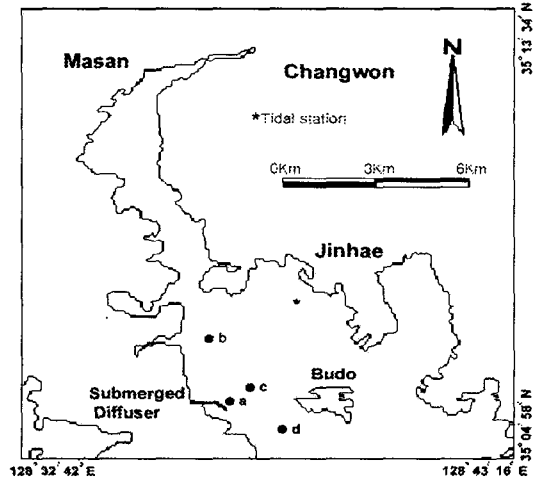 Masan
Changwon
N
*Tidal station
0Km 3Km 6Km
Jinhae
b
c
Budo
Submerged
Diffuser
a
d
35°13'34"N
35°04'58"N
128°32'42"E
128°43'16"E